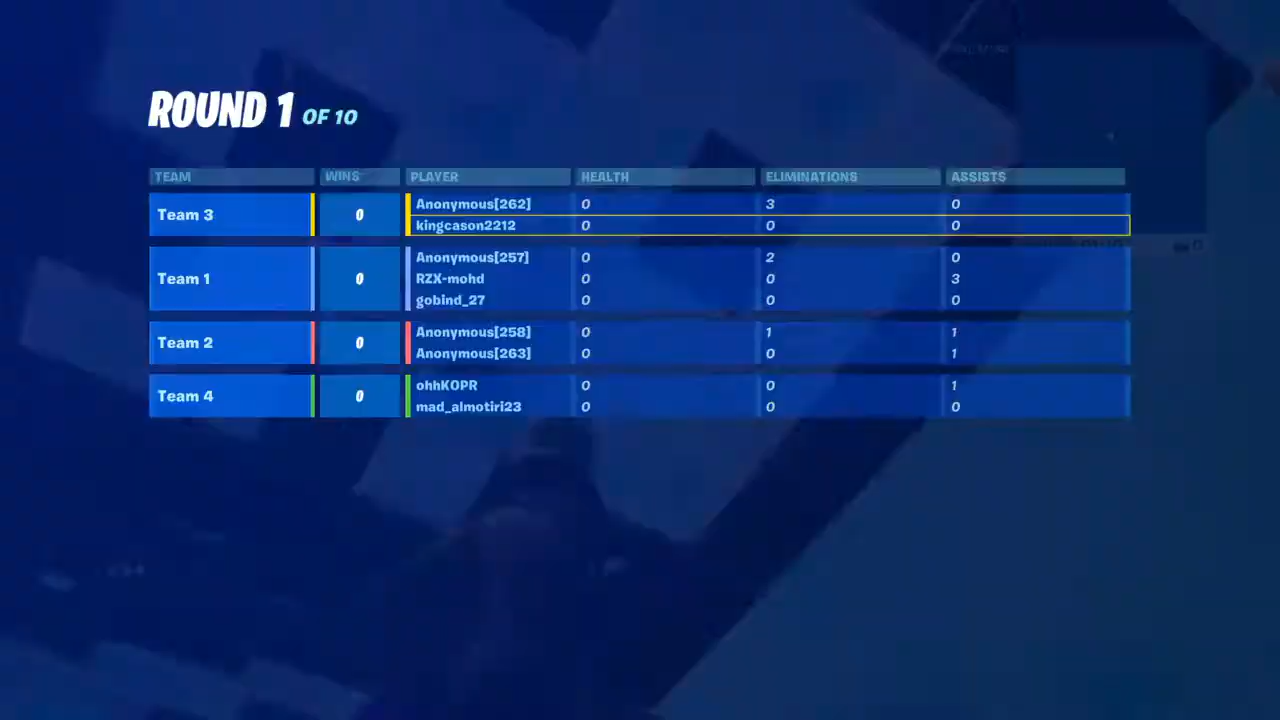 ROUND 1 OF 10
TEAM WINS PLAYER HEALTH ELIMINATIONS ASSISTS
Team 3 0 Anonymous[262] 0 3 0
kingcason2212 0 0 0
Team 1 0 Anonymous[257] 0 2 0
RZX-mohd 0 0 3
gobind_27 0 0 0
Team 2 0 Anonymous[258] 0 1 1
Anonymous[263] 0 0 1
Team 4 0 ohhKOPR 0 0 1
mad_almotiri23 0 0 0